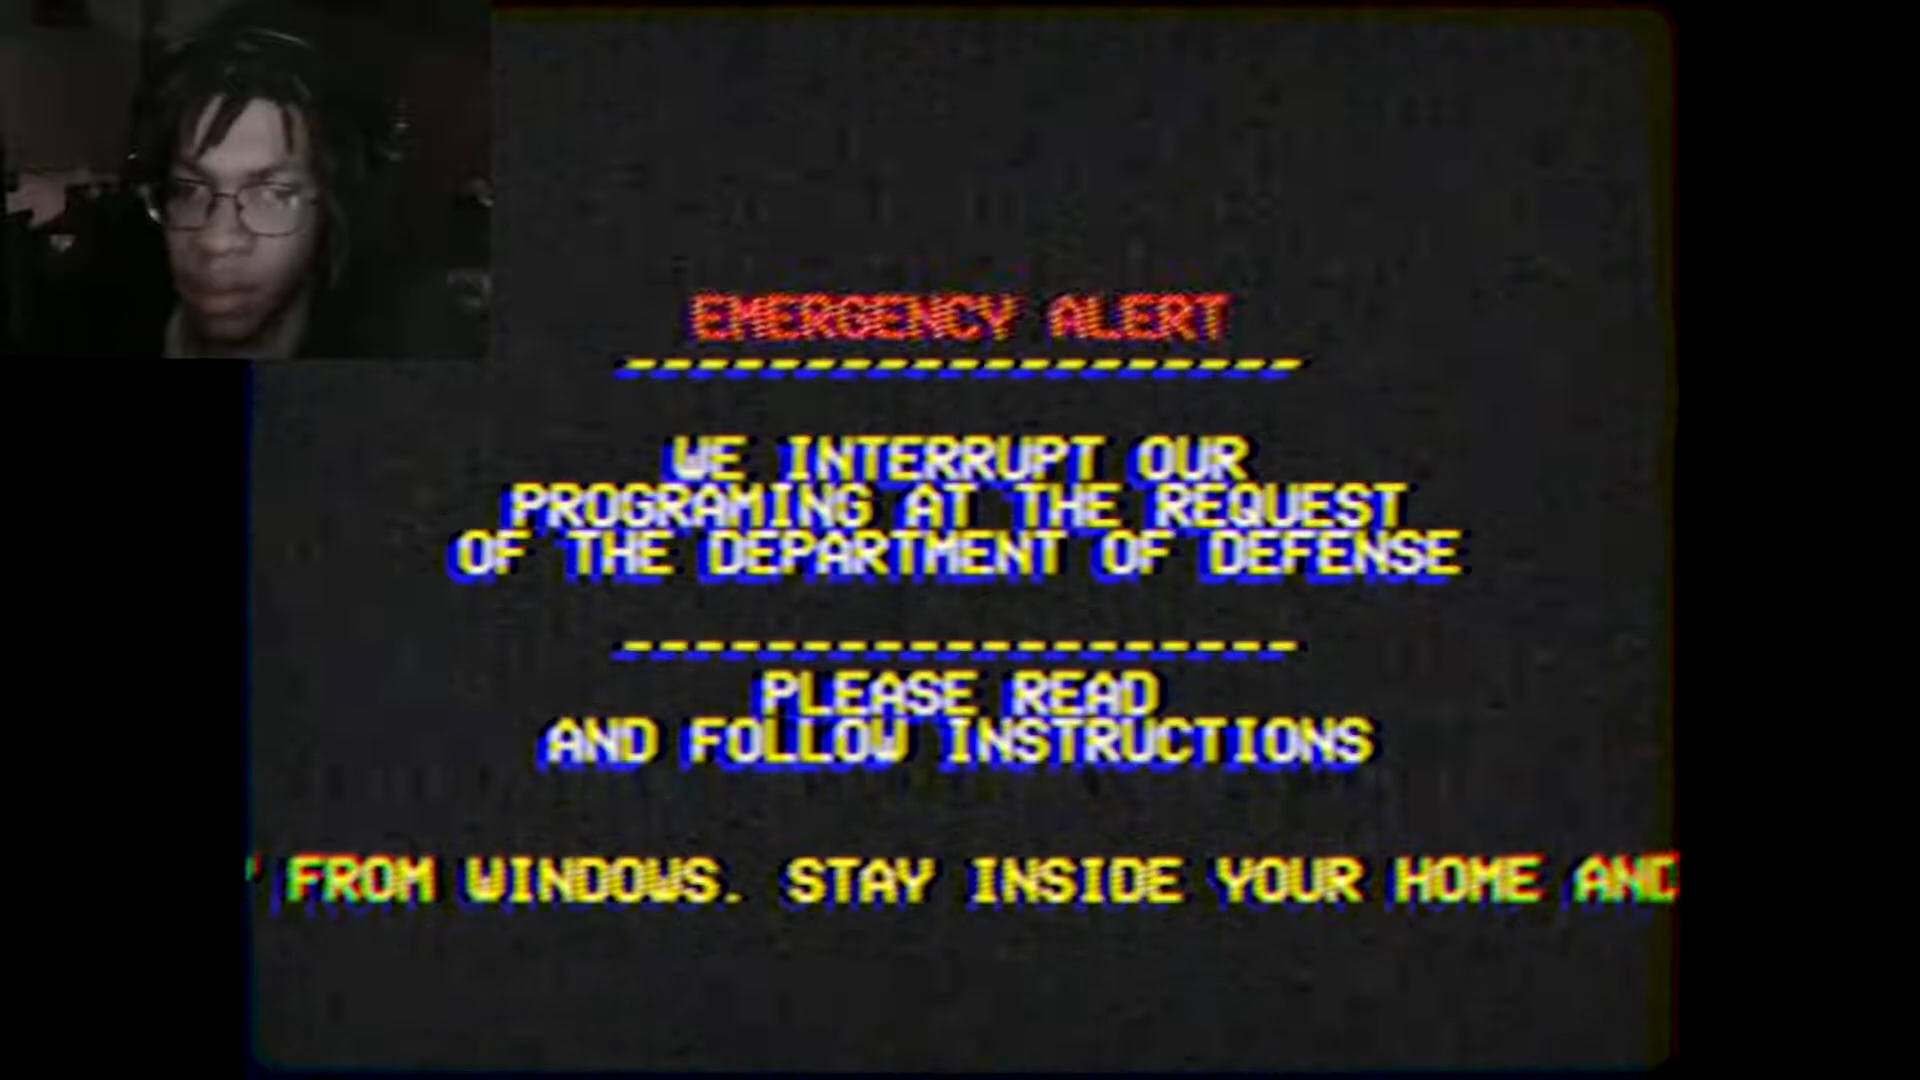 EMERGENCY ALERT
--------------------
WE INTERRUPT OUR
PROGRAMING AT THE REQUEST
OF THE DEPARTMENT OF DEFENSE
--------------------
PLEASE READ
AND FOLLOW INSTRUCTIONS
FROM WINDOWS. STAY INSIDE YOUR HOME AND